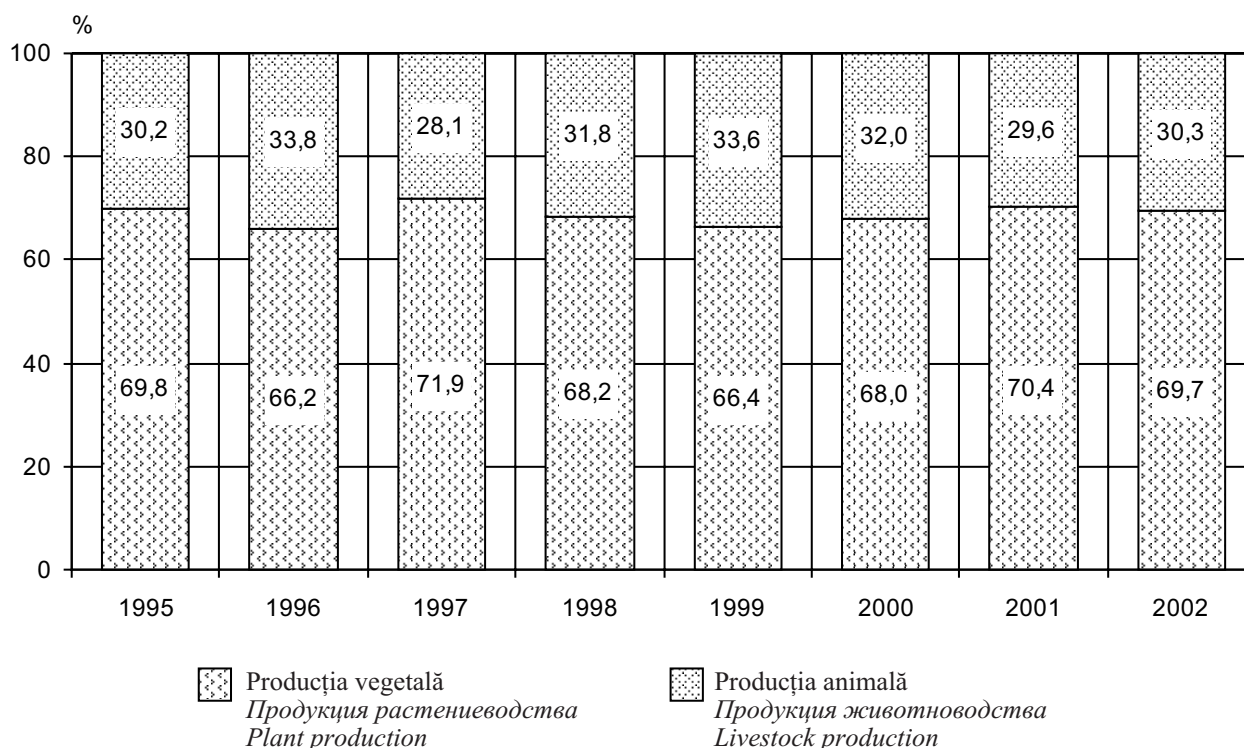 %
100
30,2 33,8 28,1 31,8 33,6 32,0 29,6 30,3
80
60
40
69,8 66,2 71,9 68,2 66,4 68,0 70,4 69,7
20
0
1995 1996 1997 1998 1999 2000 2001 2002
Producția vegetală
Продукция растениеводства
Plant production
Producția animală
Продукция животноводства
Livestock production